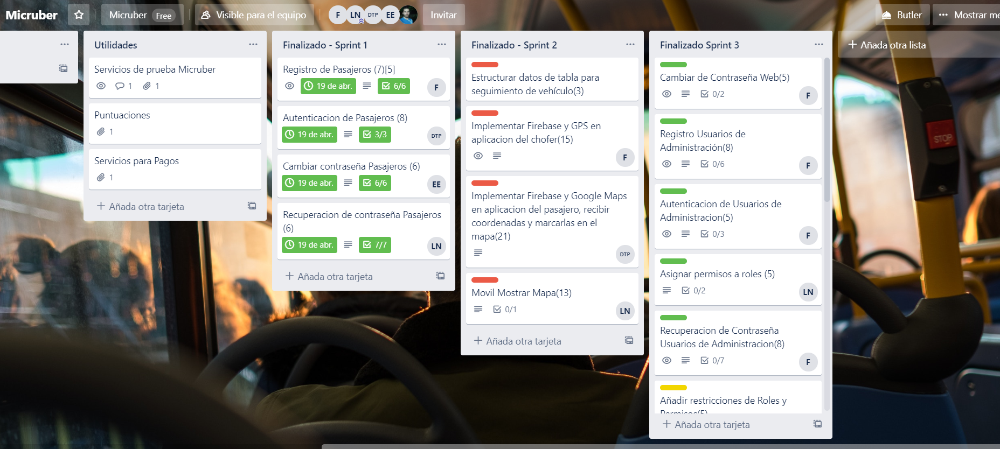 Micruber
Micruber Free
Visible para el equipo
F LN DTP EE
Invitar
Butler
Mostrar me
Utilidades
Servicios de prueba Micruber
1 1
Puntuaciones
1
Servicios para Pagos
1
Añada otra tarjeta
Finalizado - Sprint 1
Registro de Pasajeros (7)[5]
19 de abr. 6/6 F
Autenticacion de Pasajeros (8)
19 de abr. 3/3 DTP
Cambiar contraseña Pasajeros (6)
19 de abr. 6/6 EE
Recuperacion de contraseña Pasajeros
(6)
19 de abr. 7/7 LN
Añada otra tarjeta
Finalizado - Sprint 2
Estructurar datos de tabla para
seguimiento de vehículo(3)
Implementar Firebase y GPS en
aplicacion del chofer(15)
F
Implementar Firebase y Google Maps
en aplicacion del pasajero, recibir
coordenadas y marcarlas en el
mapa(21)
DTP
Movil Mostrar Mapa(13)
0/1 LN
Añada otra tarjeta
Finalizado Sprint 3
Cambiar de Contraseña Web(5)
0/2 F
Registro Usuarios de
Administración(8)
0/6 F
Autenticacion de Usuarios de
Administracion(5)
0/3 F
Asignar permisos a roles (5)
0/2 LN
Recuperacion de Contraseña
Usuarios de Administracion(8)
0/7 F
Añadir restricciones de Roles y
Permisos(5)
Añada otra tarjeta
Añada otra lista
STOP